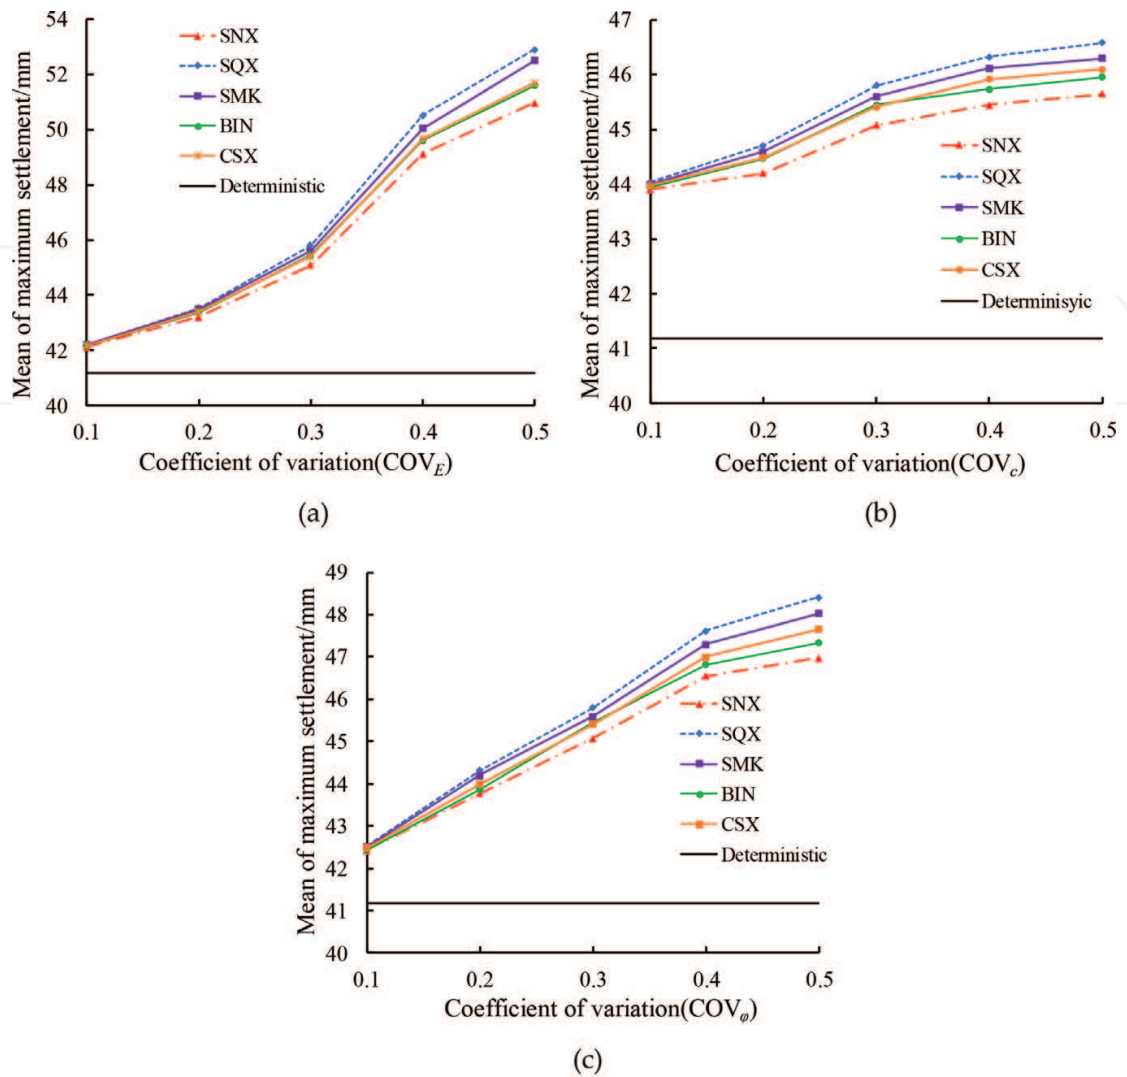 Mean of maximum settlement/mm
54
52
50
48
46
44
42
40
SNX
SQX
SMK
BIN
CSX
Deterministic
0.1 0.2 0.3 0.4 0.5
Coefficient of variation(COV_E)
(a)
Mean of maximum settlement/mm
47
46
45
44
43
42
41
40
SNX
SQX
SMK
BIN
CSX
Determinisyic
0.1 0.2 0.3 0.4 0.5
Coefficient of variation(COV_c)
(b)
Mean of maximum settlement/mm
49
48
47
46
45
44
43
42
41
40
SNX
SQX
SMK
BIN
CSX
Deterministic
0.1 0.2 0.3 0.4 0.5
Coefficient of variation(COV_φ)
(c)